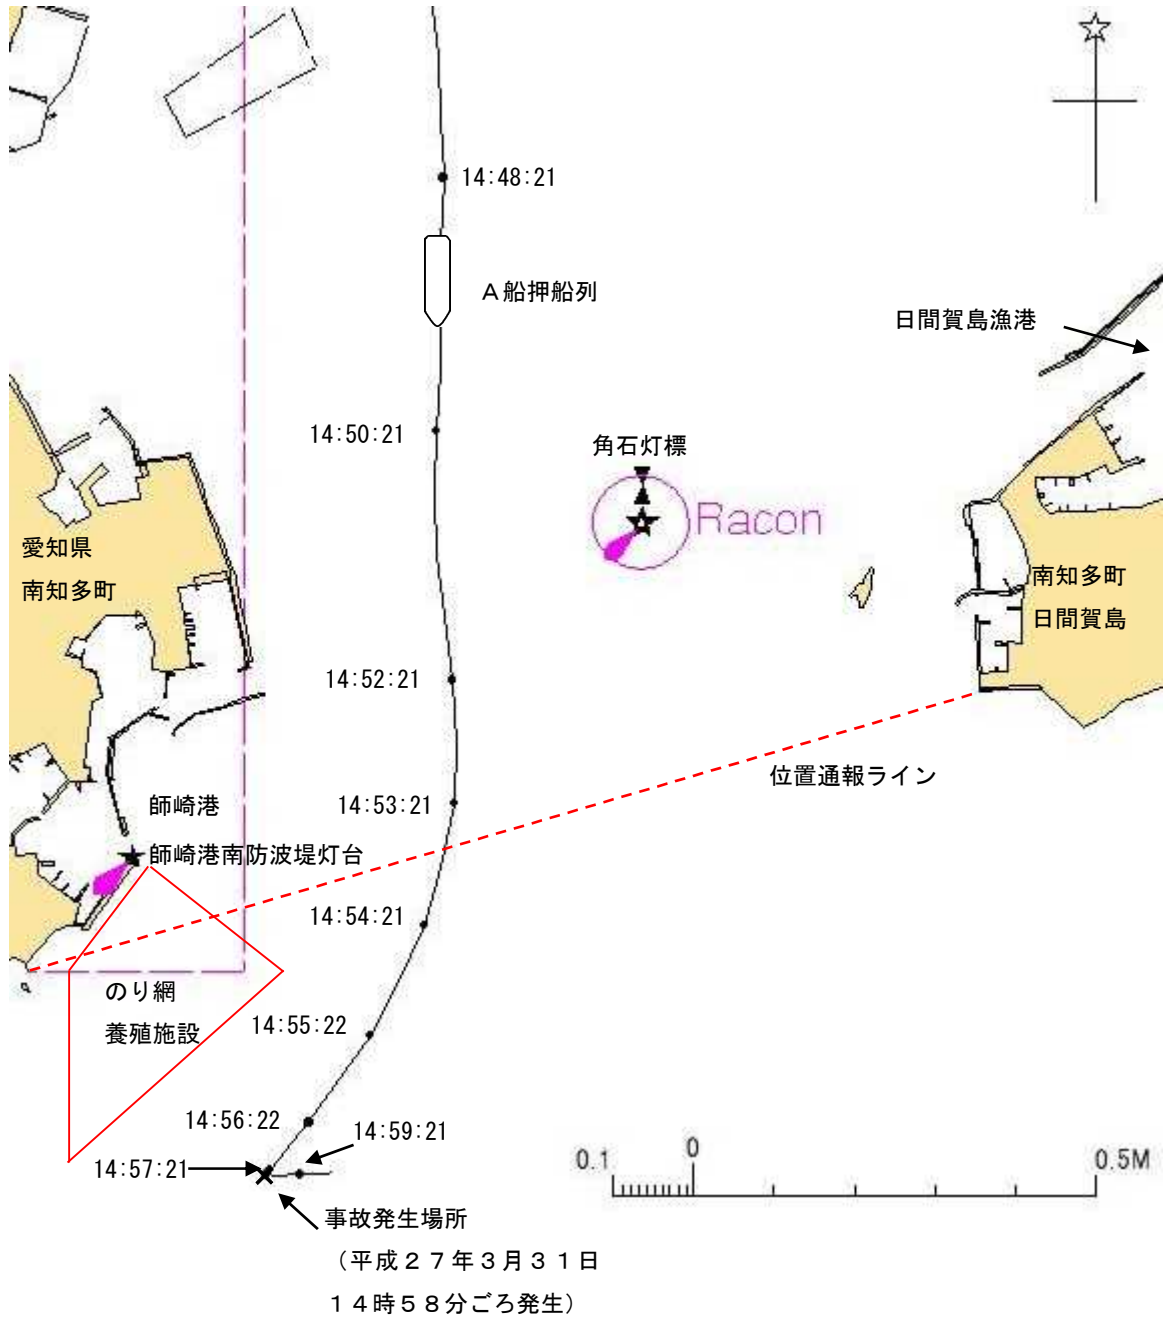 14:48:21
A船押船列
日間賀島漁港
14:50:21
角石灯標
Racon
愛知県
南知多町
南知多町
日間賀島
14:52:21
位置通報ライン
14:53:21
師崎港
師崎港南防波堤灯台
14:54:21
のり網
養殖施設
14:55:22
14:56:22
14:59:21
14:57:21
0.1 0 0.5M
事故発生場所
（平成２７年３月３１日
１４時５８分ごろ発生）